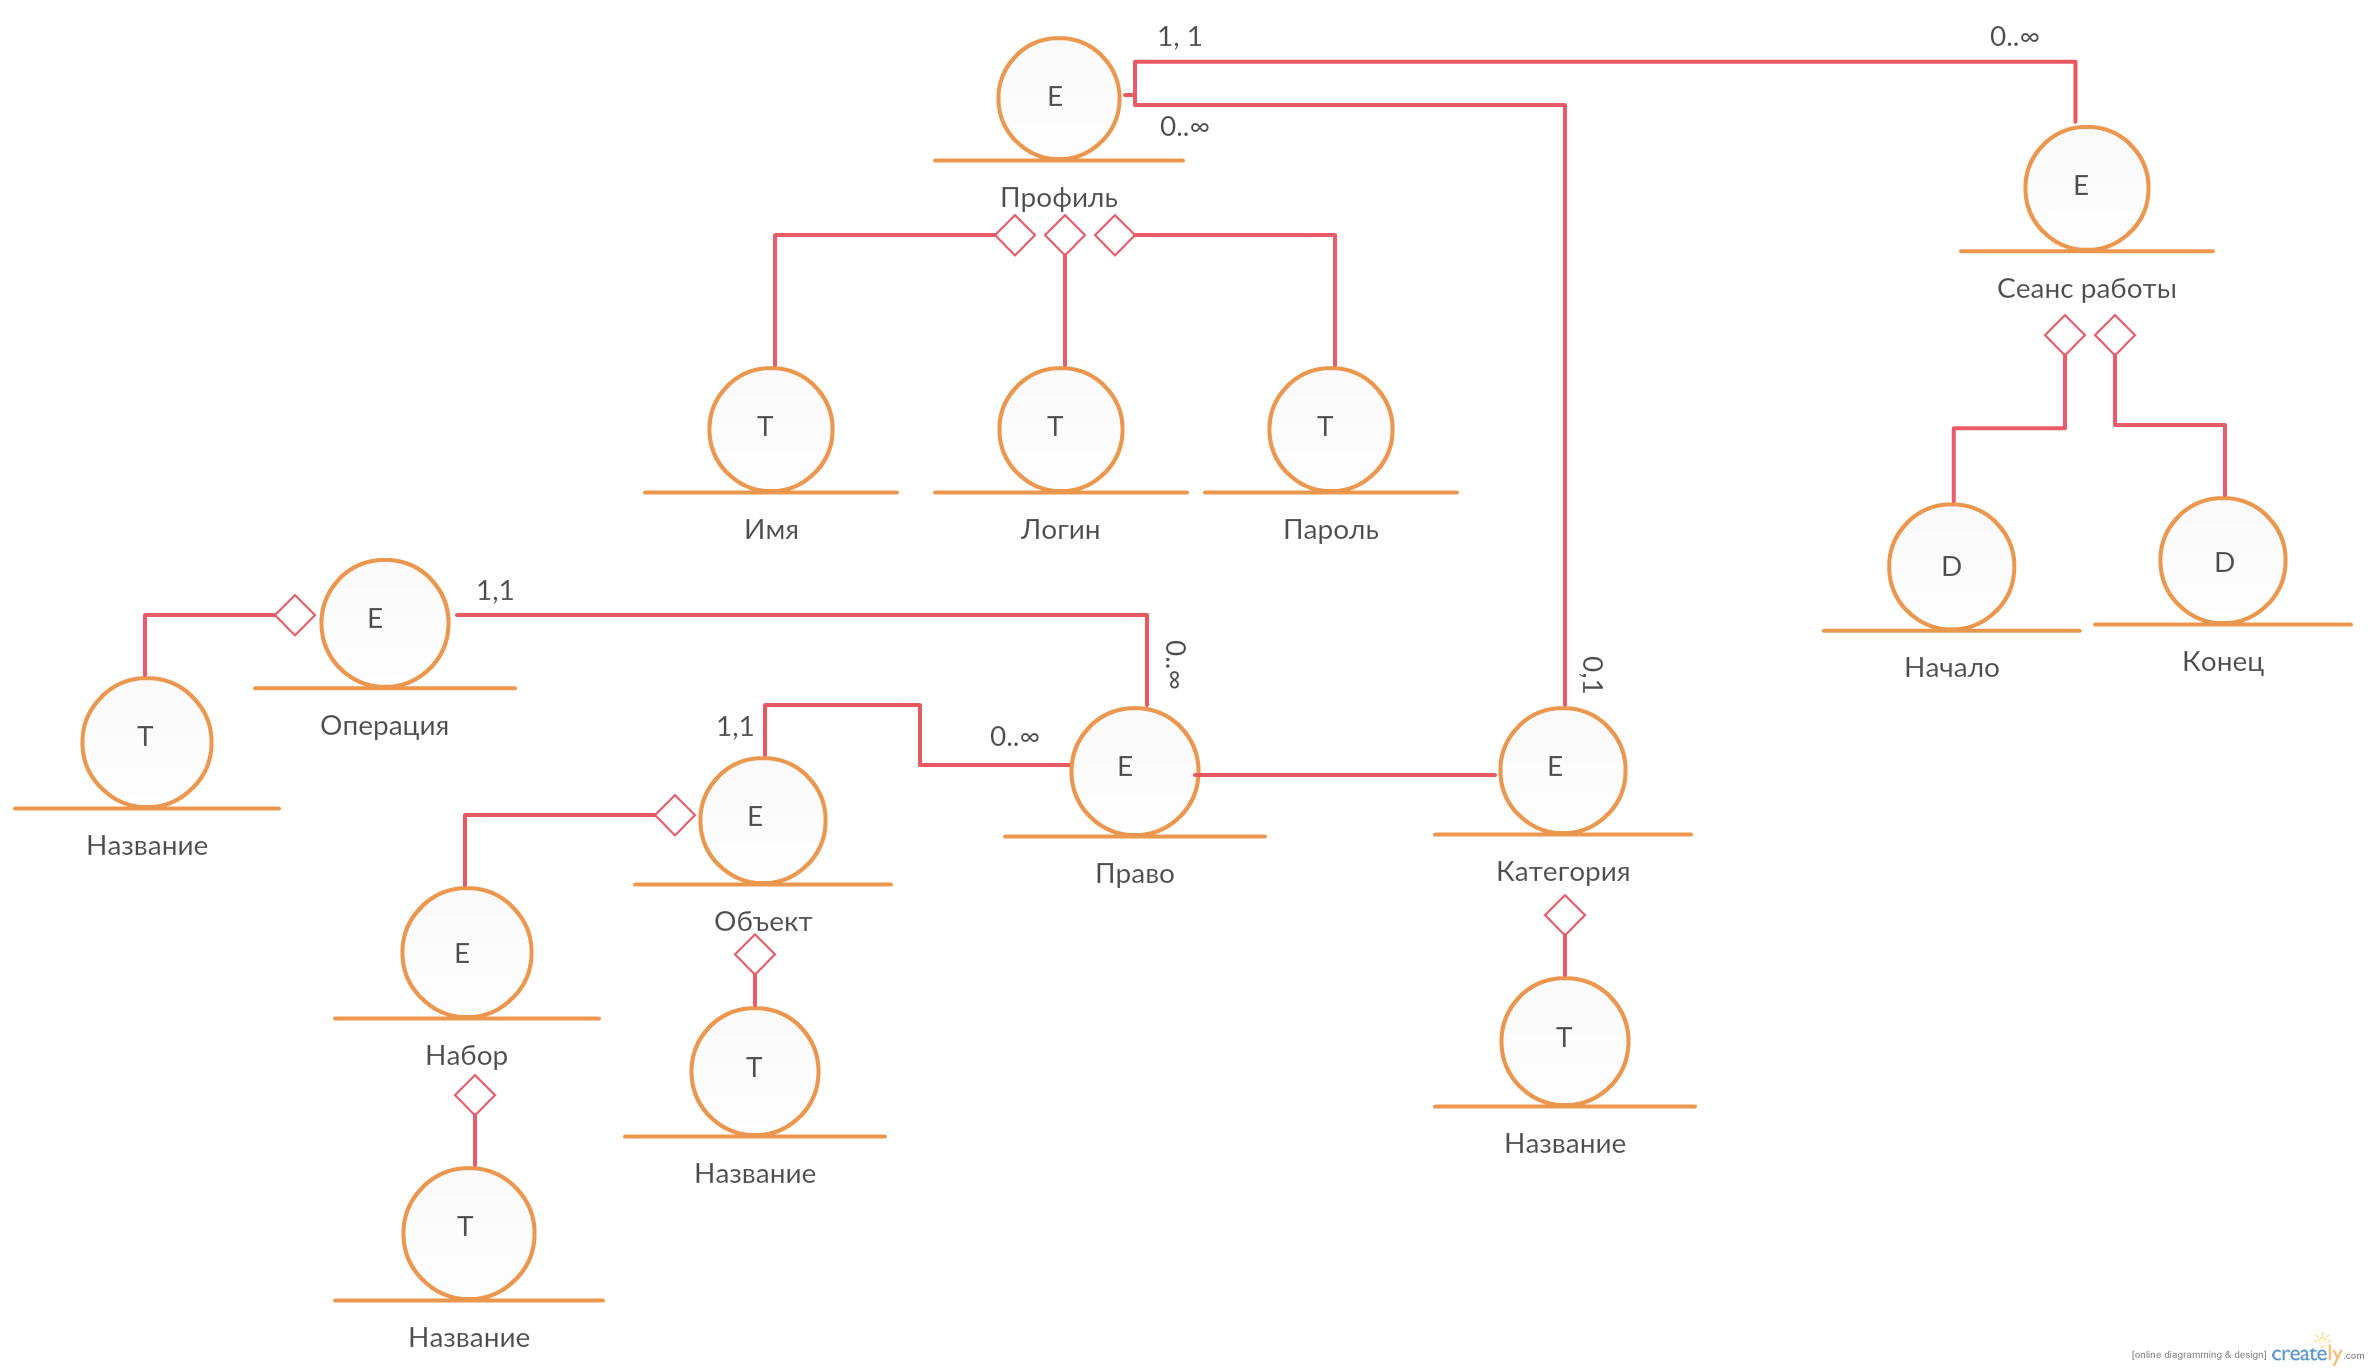 1, 1
0..∞
E
0..∞
Профиль
E
Сеанс работы
T
T
T
Имя
Логин
Пароль
D
D
Начало
Конец
E
1,1
0..∞
Операция
T
Название
1,1
0..∞
0,1
E
E
E
Объект
Право
Категория
E
Набор
T
Название
T
Название
T
Название
[online diagramming & design] creately.com